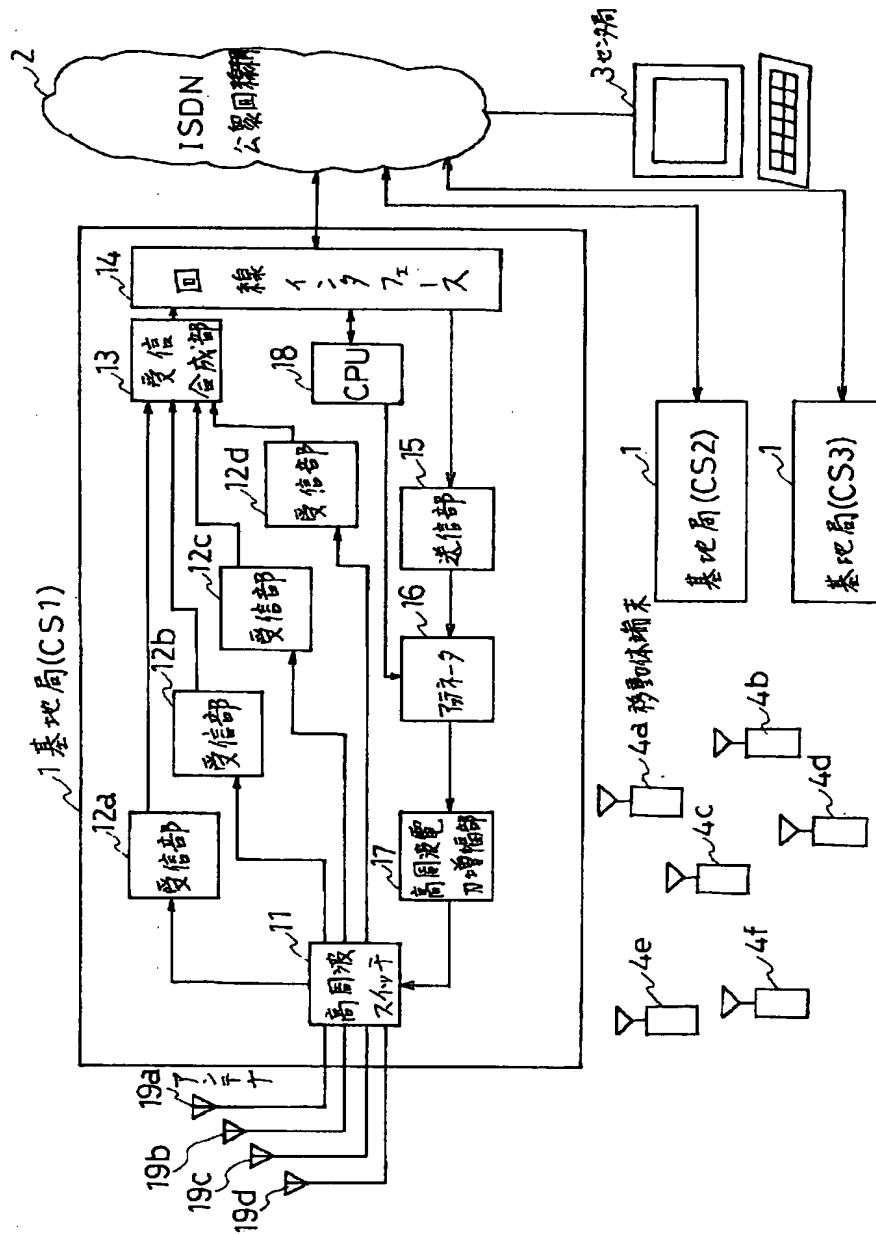 1 基地局(CS1)
19a
アンテナ
19b
19c
19d
11
高周波
スイッチ
12a
受信部
12b
受信部
12c
受信部
12d
受信部
13
受信
合成部
14
回線インタフェース
18
CPU
15
送信部
16
アッテネータ
17
高周波電
力増幅部
2
ISDN
公衆回線網
3 センタ局
1
基地局(CS2)
1
基地局(CS3)
4a 移動体端末
4b
4c
4d
4e
4f